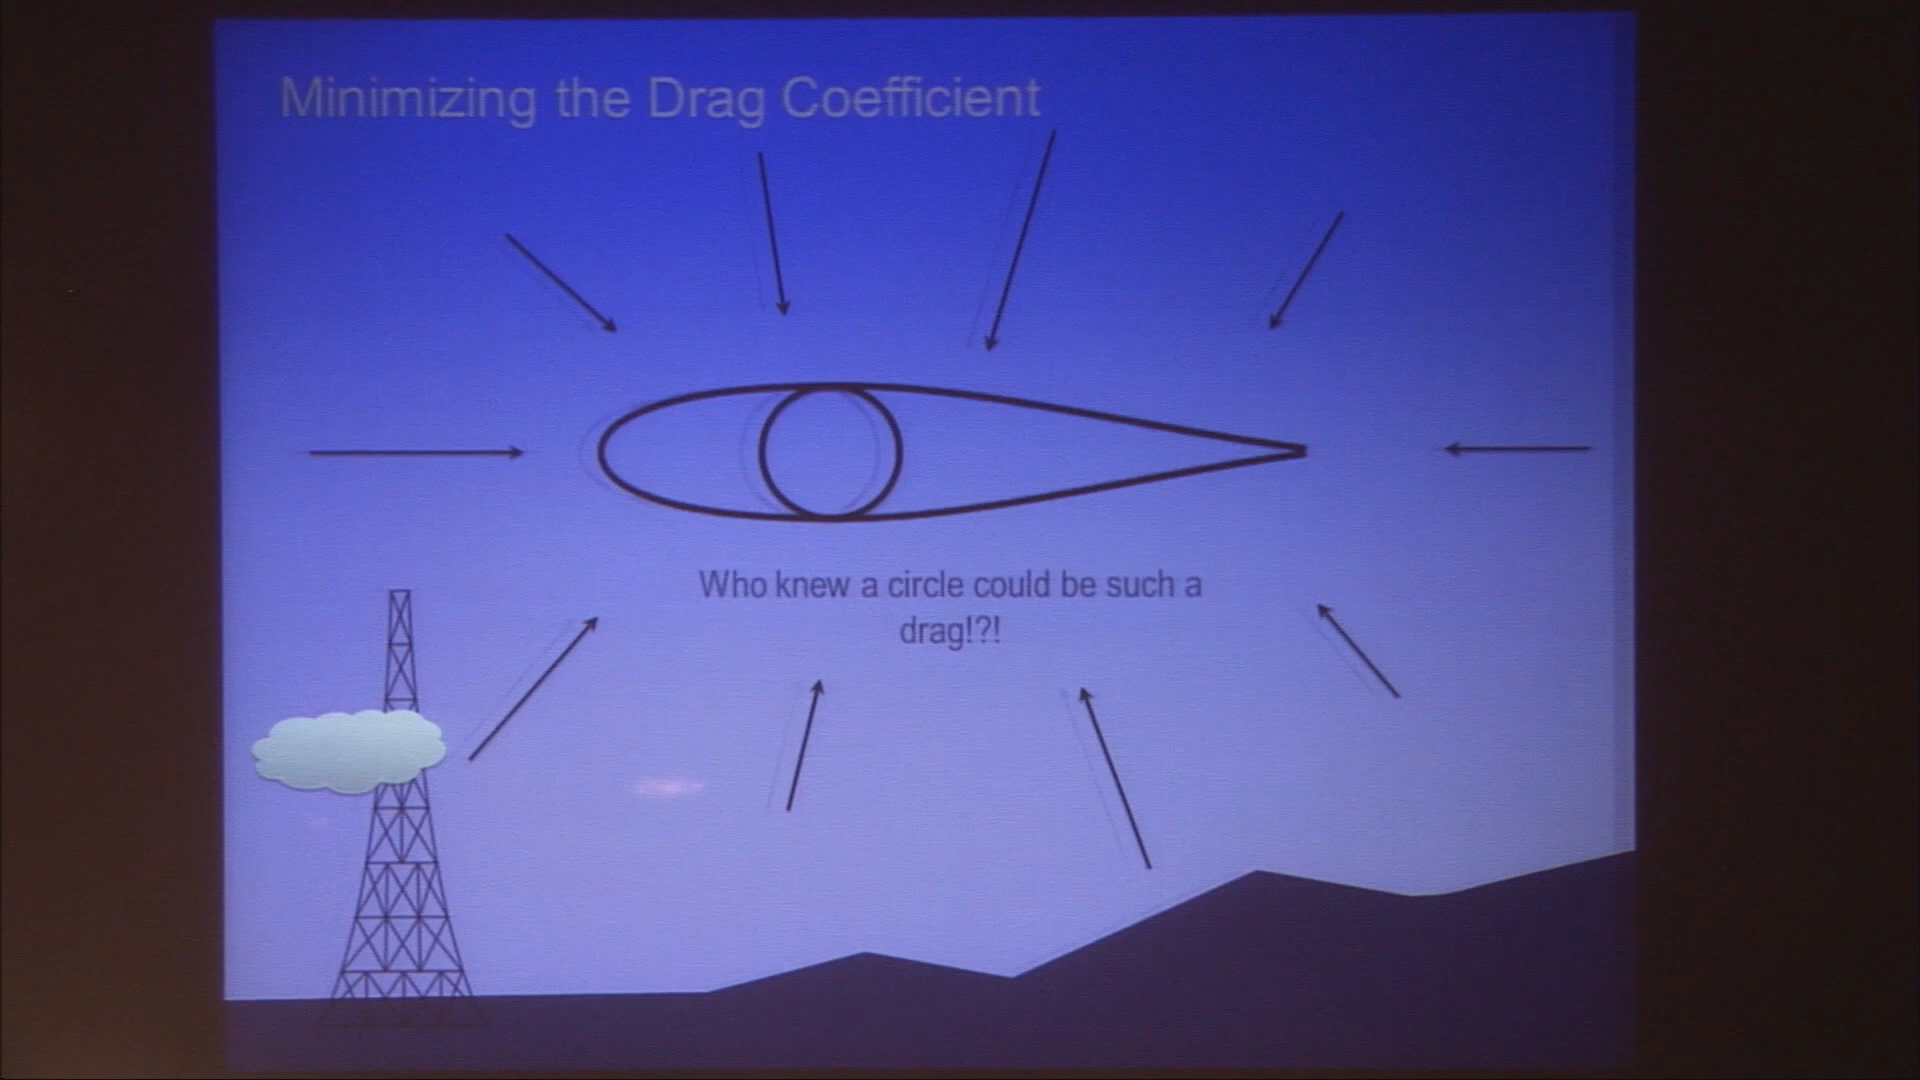 Minimizing the Drag Coefficient
Who knew a circle could be such a
drag!?!